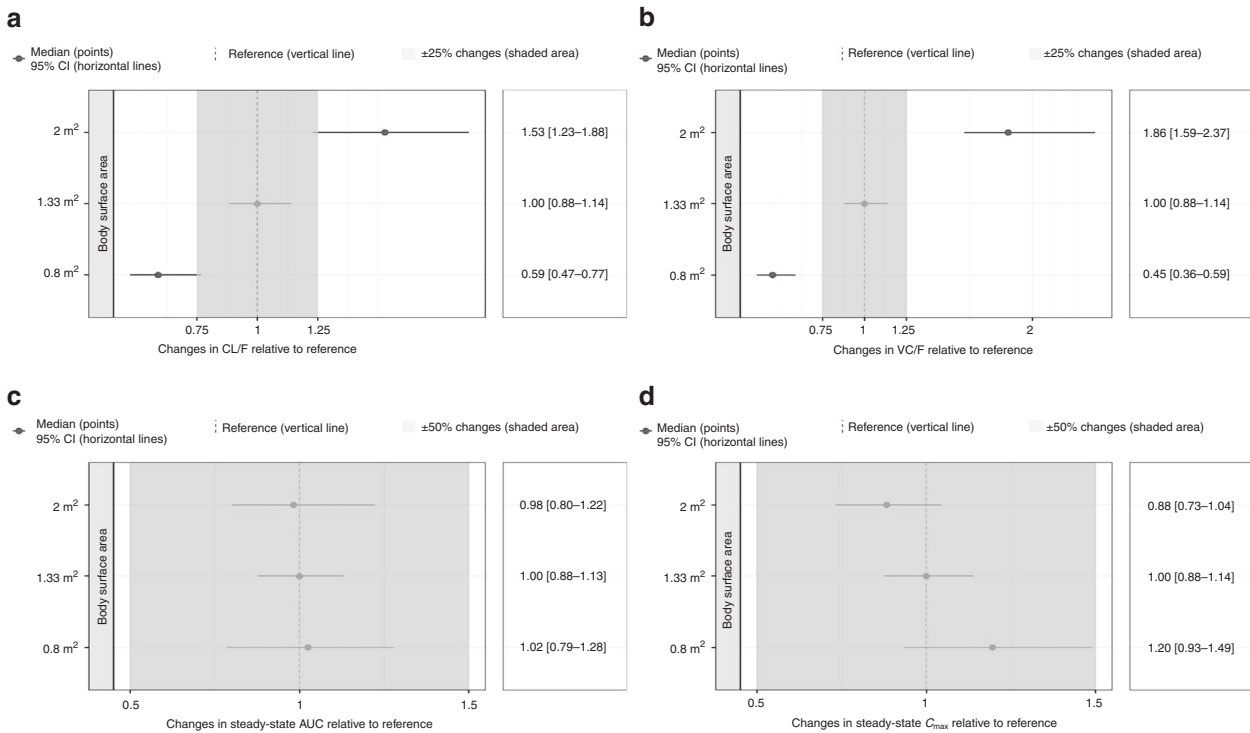 a
Median (points)
95% CI (horizontal lines)
Reference (vertical line)
±25% changes (shaded area)
Body surface area
2 m²
1.33 m²
0.8 m²
1.53 [1.23–1.88]
1.00 [0.88–1.14]
0.59 [0.47–0.77]
0.75 1 1.25
Changes in CL/F relative to reference
b
Median (points)
95% CI (horizontal lines)
Reference (vertical line)
±25% changes (shaded area)
Body surface area
2 m²
1.33 m²
0.8 m²
1.86 [1.59–2.37]
1.00 [0.88–1.14]
0.45 [0.36–0.59]
0.75 1 1.25 2
Changes in VC/F relative to reference
c
Median (points)
95% CI (horizontal lines)
Reference (vertical line)
±50% changes (shaded area)
Body surface area
2 m²
1.33 m²
0.8 m²
0.98 [0.80–1.22]
1.00 [0.88–1.13]
1.02 [0.79–1.28]
0.5 1 1.5
Changes in steady-state AUC relative to reference
d
Median (points)
95% CI (horizontal lines)
Reference (vertical line)
±50% changes (shaded area)
Body surface area
2 m²
1.33 m²
0.8 m²
0.88 [0.73–1.04]
1.00 [0.88–1.14]
1.20 [0.93–1.49]
0.5 1 1.5
Changes in steady-state Cmax relative to reference